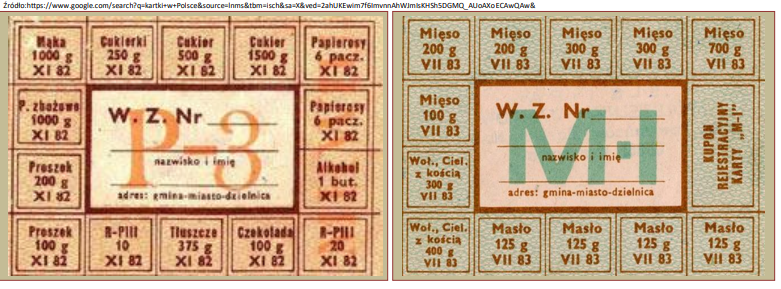 Źródło:https://www.google.com/search?q=kartki+w+Polsce&source=lnms&tbm=isch&sa=X&ved=2ahUKEwim7f6ImvnnAhWJmIsKHSh5DGMQ_AUoAXoECAwQAw&
Mąka
1000 g
XI 82
Cukierki
250 g
XI 82
Cukier
500 g
XI 82
Cukier
1500 g
XI 82
Papierosy
6 pacz.
XI 82
P. zbożowe
1000 g
XI 82
W. Z. Nr
P-3
nazwisko i imię
adres: gmina-miasto-dzielnica
Papierosy
6 pacz.
XI 82
Proszek
200 g
XI 82
Alkohol
1 but.
XI 82
Proszek
100 g
XI 82
R-PIII
10
XI 82
Tłuszcze
375 g
XI 82
Czekolada
100 g
XI 82
R-PIII
20
XI 82
Mięso
200 g
VII 83
Mięso
200 g
VII 83
Mięso
300 g
VII 83
Mięso
300 g
VII 83
Mięso
700 g
VII 83
Mięso
100 g
VII 83
W. Z. Nr
M-I
nazwisko i imię
adres: gmina-miasto-dzielnica
KUPON
REJESTRACYJNY
KARTY „M-I”
Woł., Ciel.
z kością
300 g
VII 83
Woł., Ciel.
z kością
400 g
VII 83
Masło
125 g
VII 83
Masło
125 g
VII 83
Masło
125 g
VII 83
Masło
125 g
VII 83